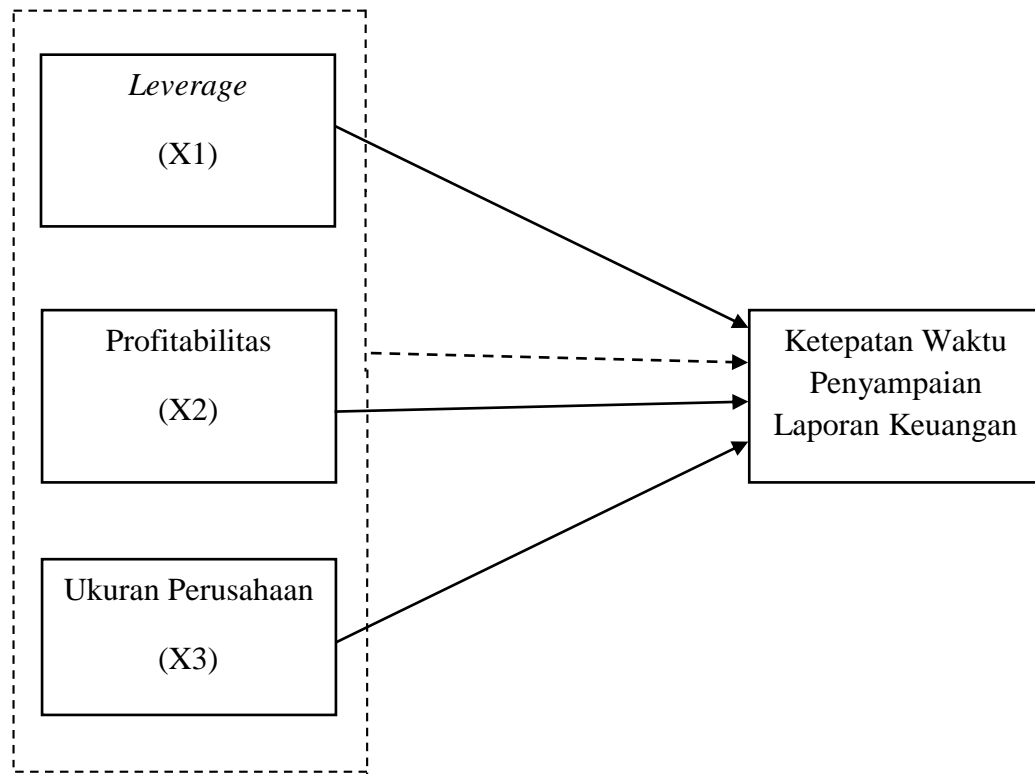 Leverage
(X1)
Profitabilitas
(X2)
Ukuran Perusahaan
(X3)
Ketepatan Waktu
Penyampaian
Laporan Keuangan